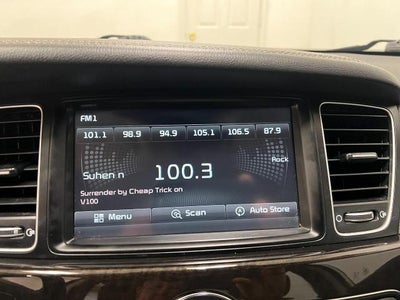 FM1
101.1 98.9 94.9 105.1 106.5 87.9
Rock
Suhen n 100.3
Surrender by Cheap Trick on
V100
Menu Scan Auto Store